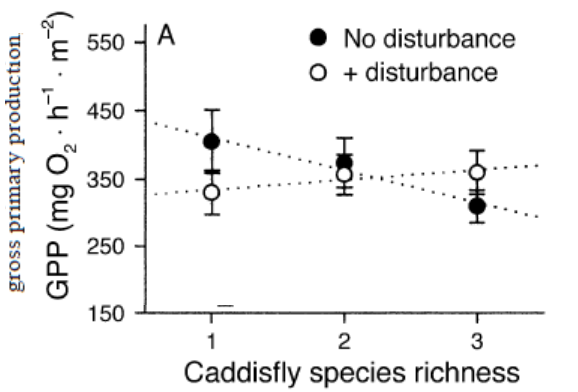 A
No disturbance
+ disturbance
gross primary production
GPP (mg O₂ · h⁻¹ · m⁻²)
550
450
350
250
150
1
2
3
Caddisfly species richness